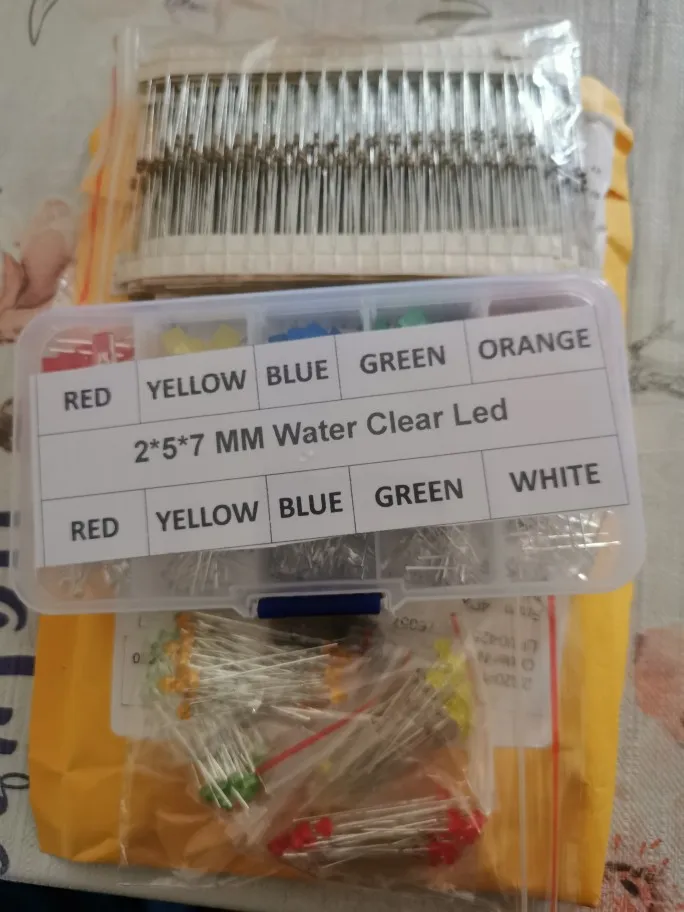 RED YELLOW BLUE GREEN ORANGE
2*5*7 MM Water Clear Led
RED YELLOW BLUE GREEN WHITE